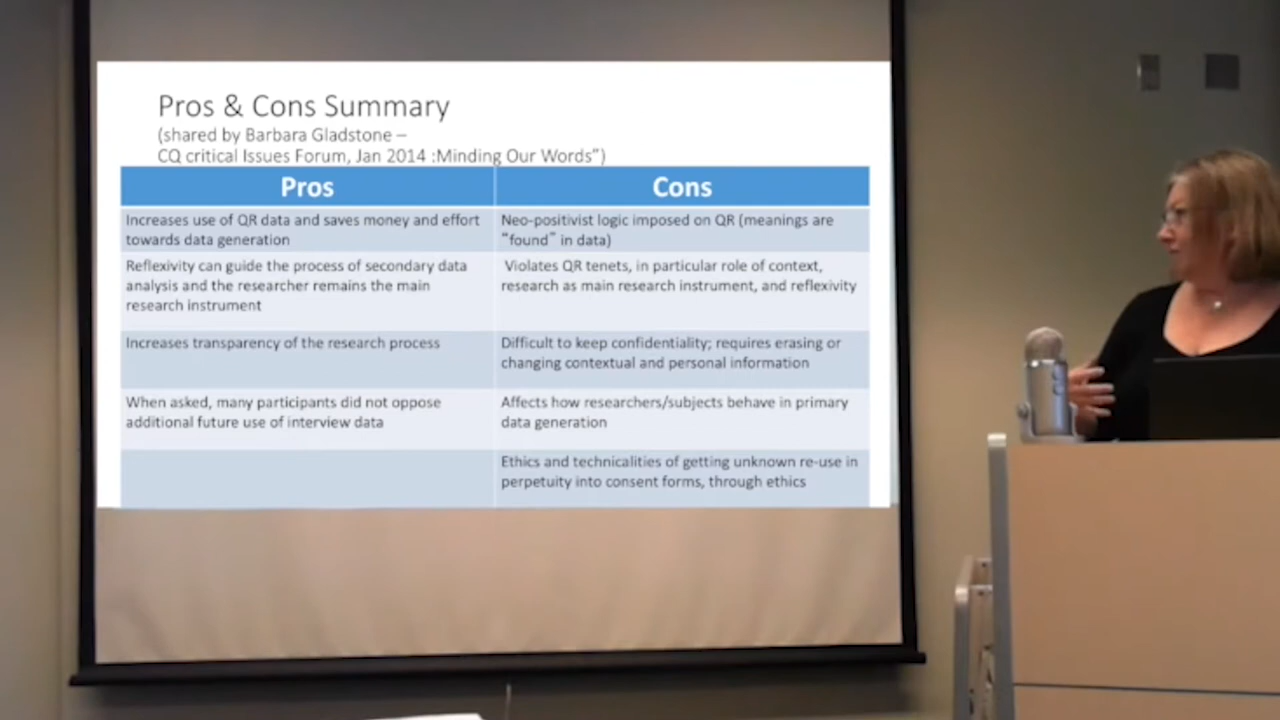 Pros & Cons Summary
(shared by Barbara Gladstone –
CQ critical Issues Forum, Jan 2014 :Minding Our Words”)
Pros
Cons
Increases use of QR data and saves money and effort
towards data generation
Neo-positivist logic imposed on QR (meanings are
“found” in data)
Reflexivity can guide the process of secondary data
analysis and the researcher remains the main
research instrument
Violates QR tenets, in particular role of context,
research as main research instrument, and reflexivity
Increases transparency of the research process
Difficult to keep confidentiality; requires erasing or
changing contextual and personal information
When asked, many participants did not oppose
additional future use of interview data
Affects how researchers/subjects behave in primary
data generation
Ethics and technicalities of getting unknown re-use in
perpetuity into consent forms, through ethics